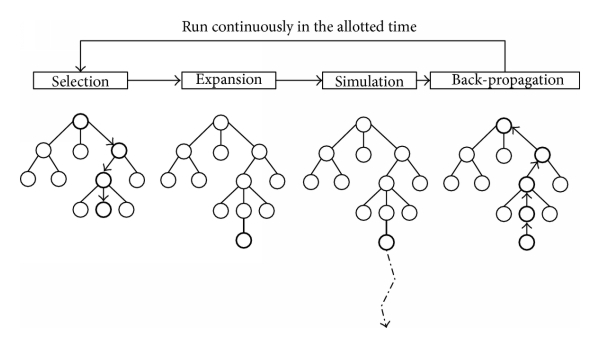 Run continuously in the allotted time
Selection Expansion Simulation Back-propagation